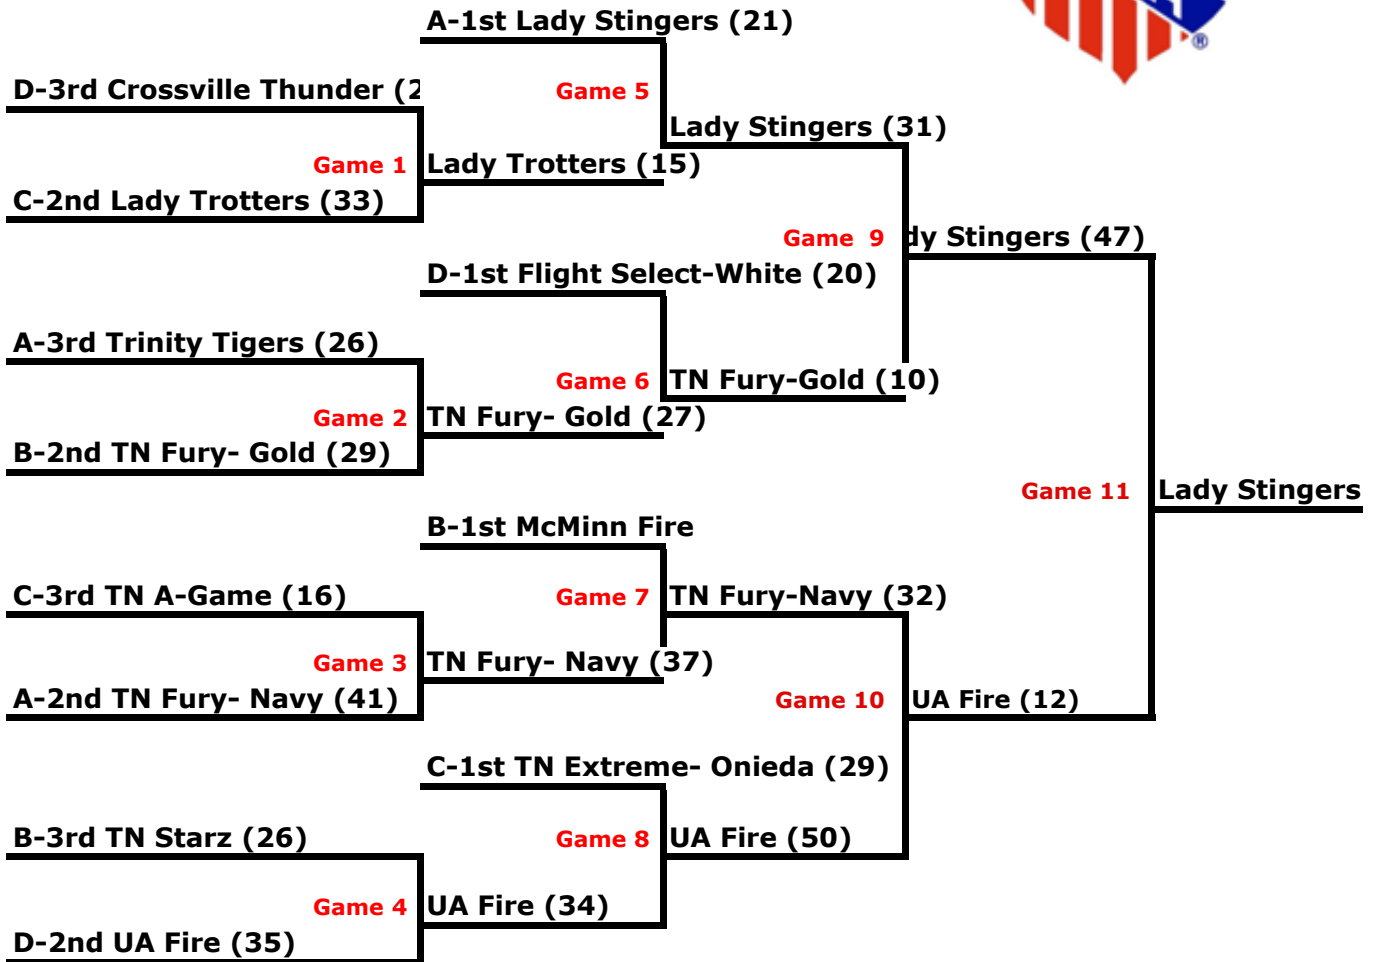 A-1st Lady Stingers (21)
D-3rd Crossville Thunder (2
Game 5
Lady Stingers (31)
Game 1
Lady Trotters (15)
C-2nd Lady Trotters (33)
Game 9
dy Stingers (47)
D-1st Flight Select-White (20)
A-3rd Trinity Tigers (26)
Game 6
TN Fury-Gold (10)
Game 2
TN Fury- Gold (27)
B-2nd TN Fury- Gold (29)
Game 11
Lady Stingers
B-1st McMinn Fire
C-3rd TN A-Game (16)
Game 7
TN Fury-Navy (32)
Game 3
TN Fury- Navy (37)
A-2nd TN Fury- Navy (41)
Game 10
UA Fire (12)
C-1st TN Extreme- Onieda (29)
B-3rd TN Starz (26)
Game 8
UA Fire (50)
Game 4
UA Fire (34)
D-2nd UA Fire (35)